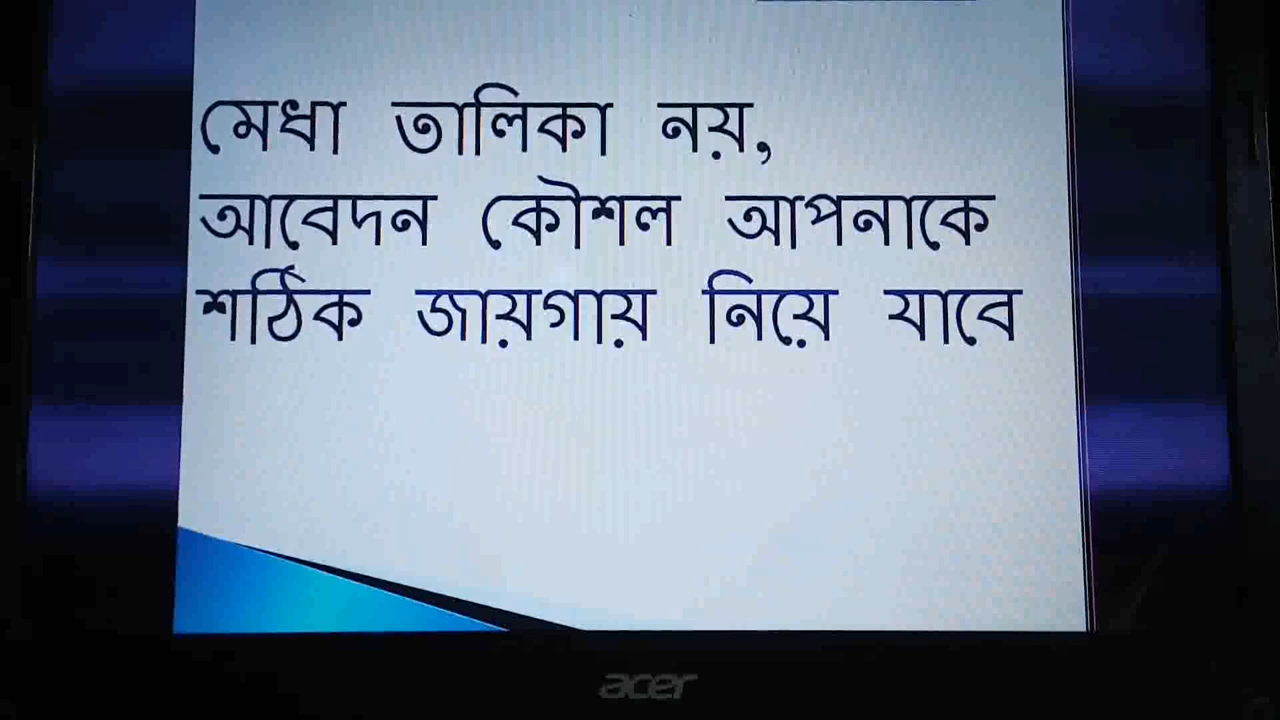 মেধা তালিকা নয়,
আবেদন কৌশল আপনাকে
শঠিক জায়গায় নিয়ে যাবে
acer